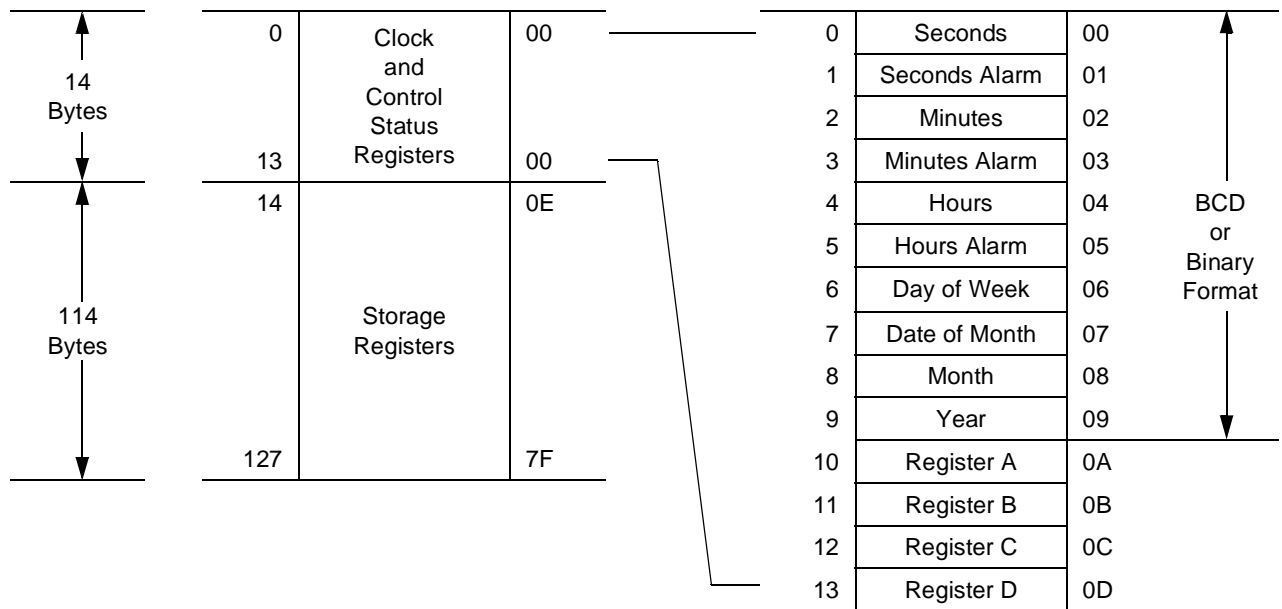 14
Bytes
114
Bytes
0
Clock
and
Control
Status
Registers
00
13
00
14
0E
Storage
Registers
127
7F
0 Seconds 00
1 Seconds Alarm 01
2 Minutes 02
3 Minutes Alarm 03
4 Hours 04
5 Hours Alarm 05
6 Day of Week 06
7 Date of Month 07
8 Month 08
9 Year 09
10 Register A 0A
11 Register B 0B
12 Register C 0C
13 Register D 0D
BCD
or
Binary
Format